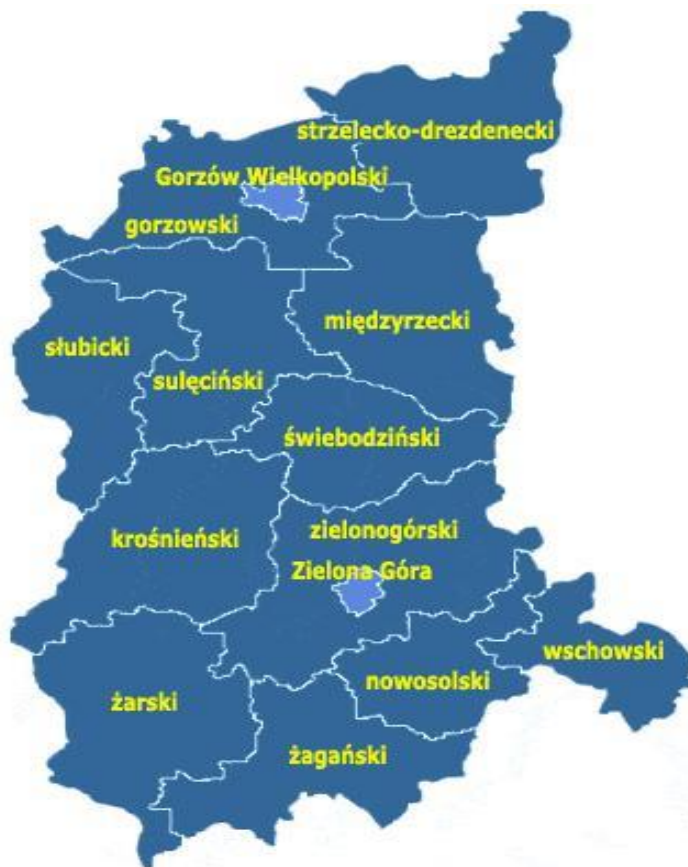 strzelecko-drezdenecki
Gorzów Wielkopolski
gorzowski
międzyrzecki
słubicki
sulęciński
świebodziński
zielonogórski
krośnieński
Zielona Góra
wschowski
nowosolski
żarski
żagański